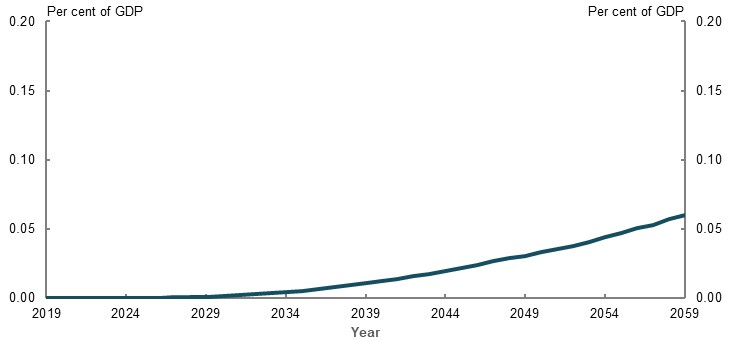 Per cent of GDP Per cent of GDP
0.20 0.20
0.15 0.15
0.10 0.10
0.05 0.05
0.00 0.00
2019 2024 2029 2034 2039 2044 2049 2054 2059
Year